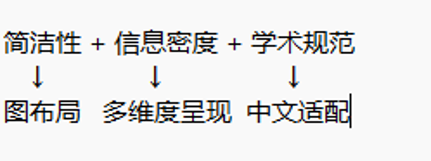 简洁性 + 信息密度 + 学术规范
↓ ↓ ↓
图布局 多维度呈现 中文适配